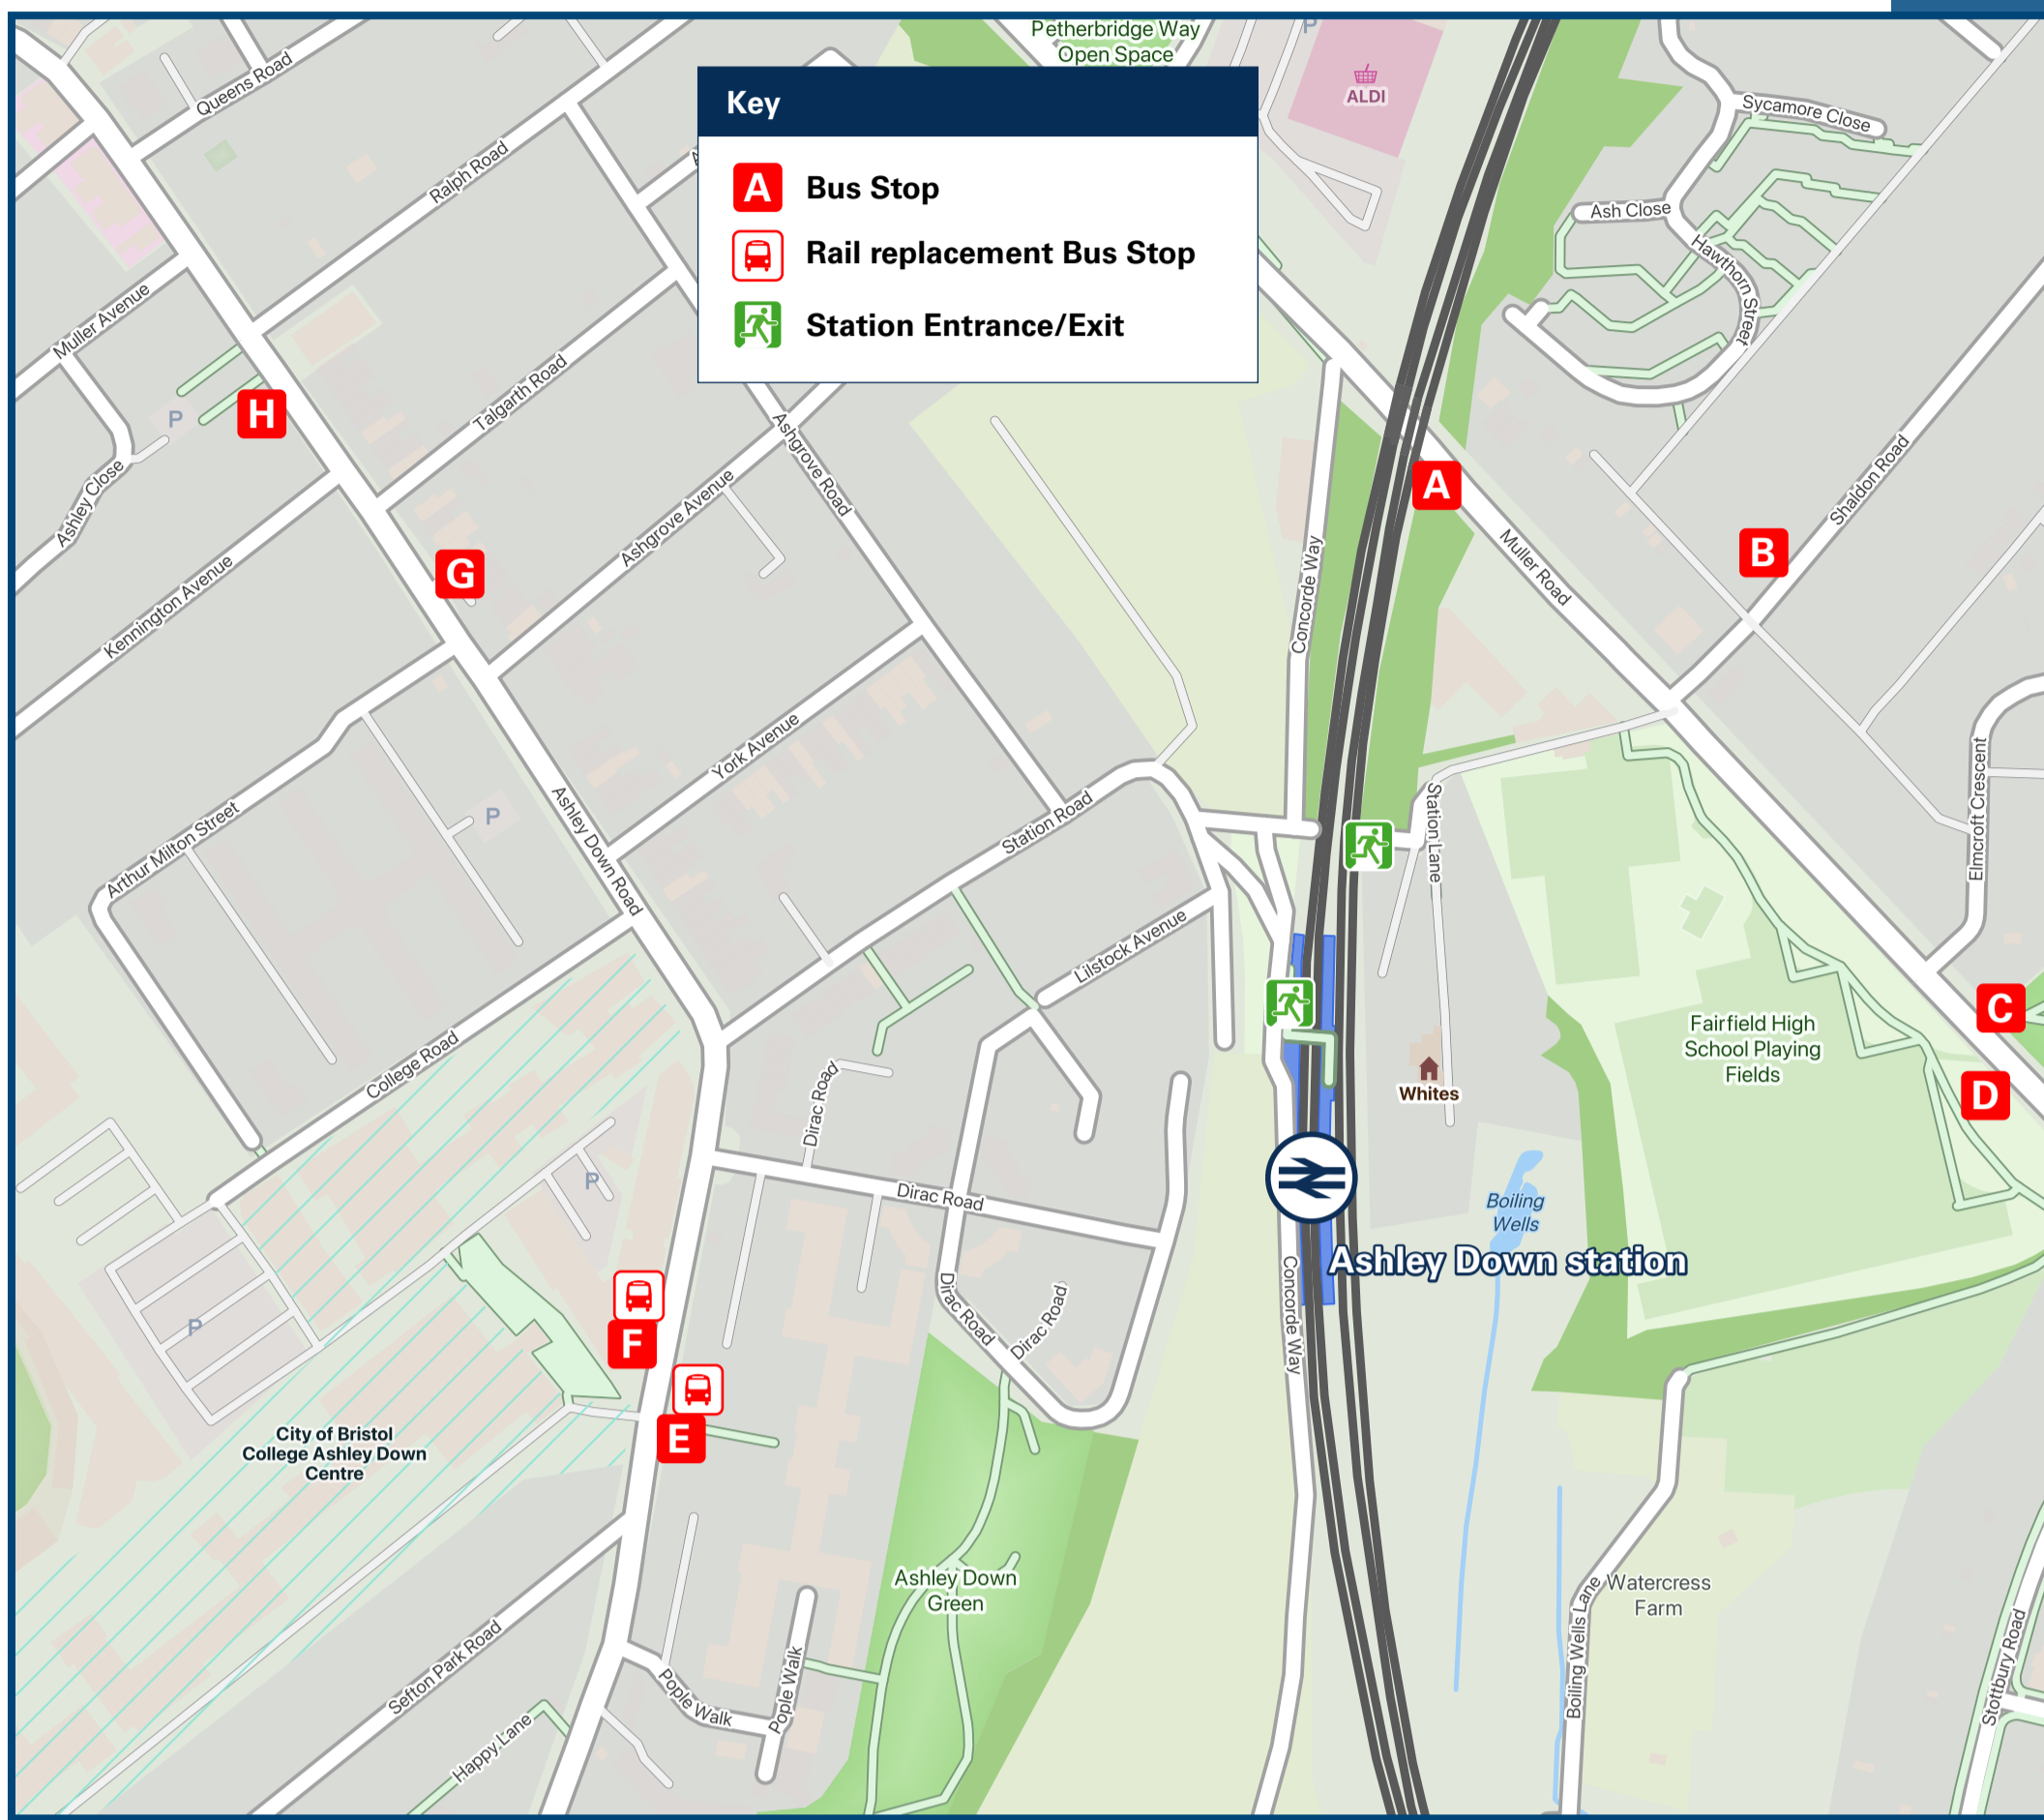 Petherbridge Way
Open Space
P
ALDI
Key
A Bus Stop
Rail replacement Bus Stop
Station Entrance/Exit
Queens Road
Ralph Road
Sycamore Close
Ash Close
Hawthorn Street
Muller Avenue
Talgarth Road
H
P
Ashley Close
Ashgrove Road
Ashgrove Avenue
A
Shaldon Road
B
G
Muller Road
Concorde Way
Kennington Avenue
York Avenue
Elmcroft Crescent
P
Ashley Down Road
Arthur Milton Street
Station Road
Station Lane
Lilstock Avenue
C
Fairfield High
School Playing
Fields
College Road
Dirac Road
Whites
D
P
Dirac Road
Boiling
Wells
Ashley Down station
P
F
Dirac Road
Dirac Road
Concorde Way
E
City of Bristol
College Ashley Down
Centre
Ashley Down
Green
Watercress
Farm
Boiling Wells Lane
Sefton Park Road
Pople Walk
Pople Walk
Stottbury Road
Happy Lane